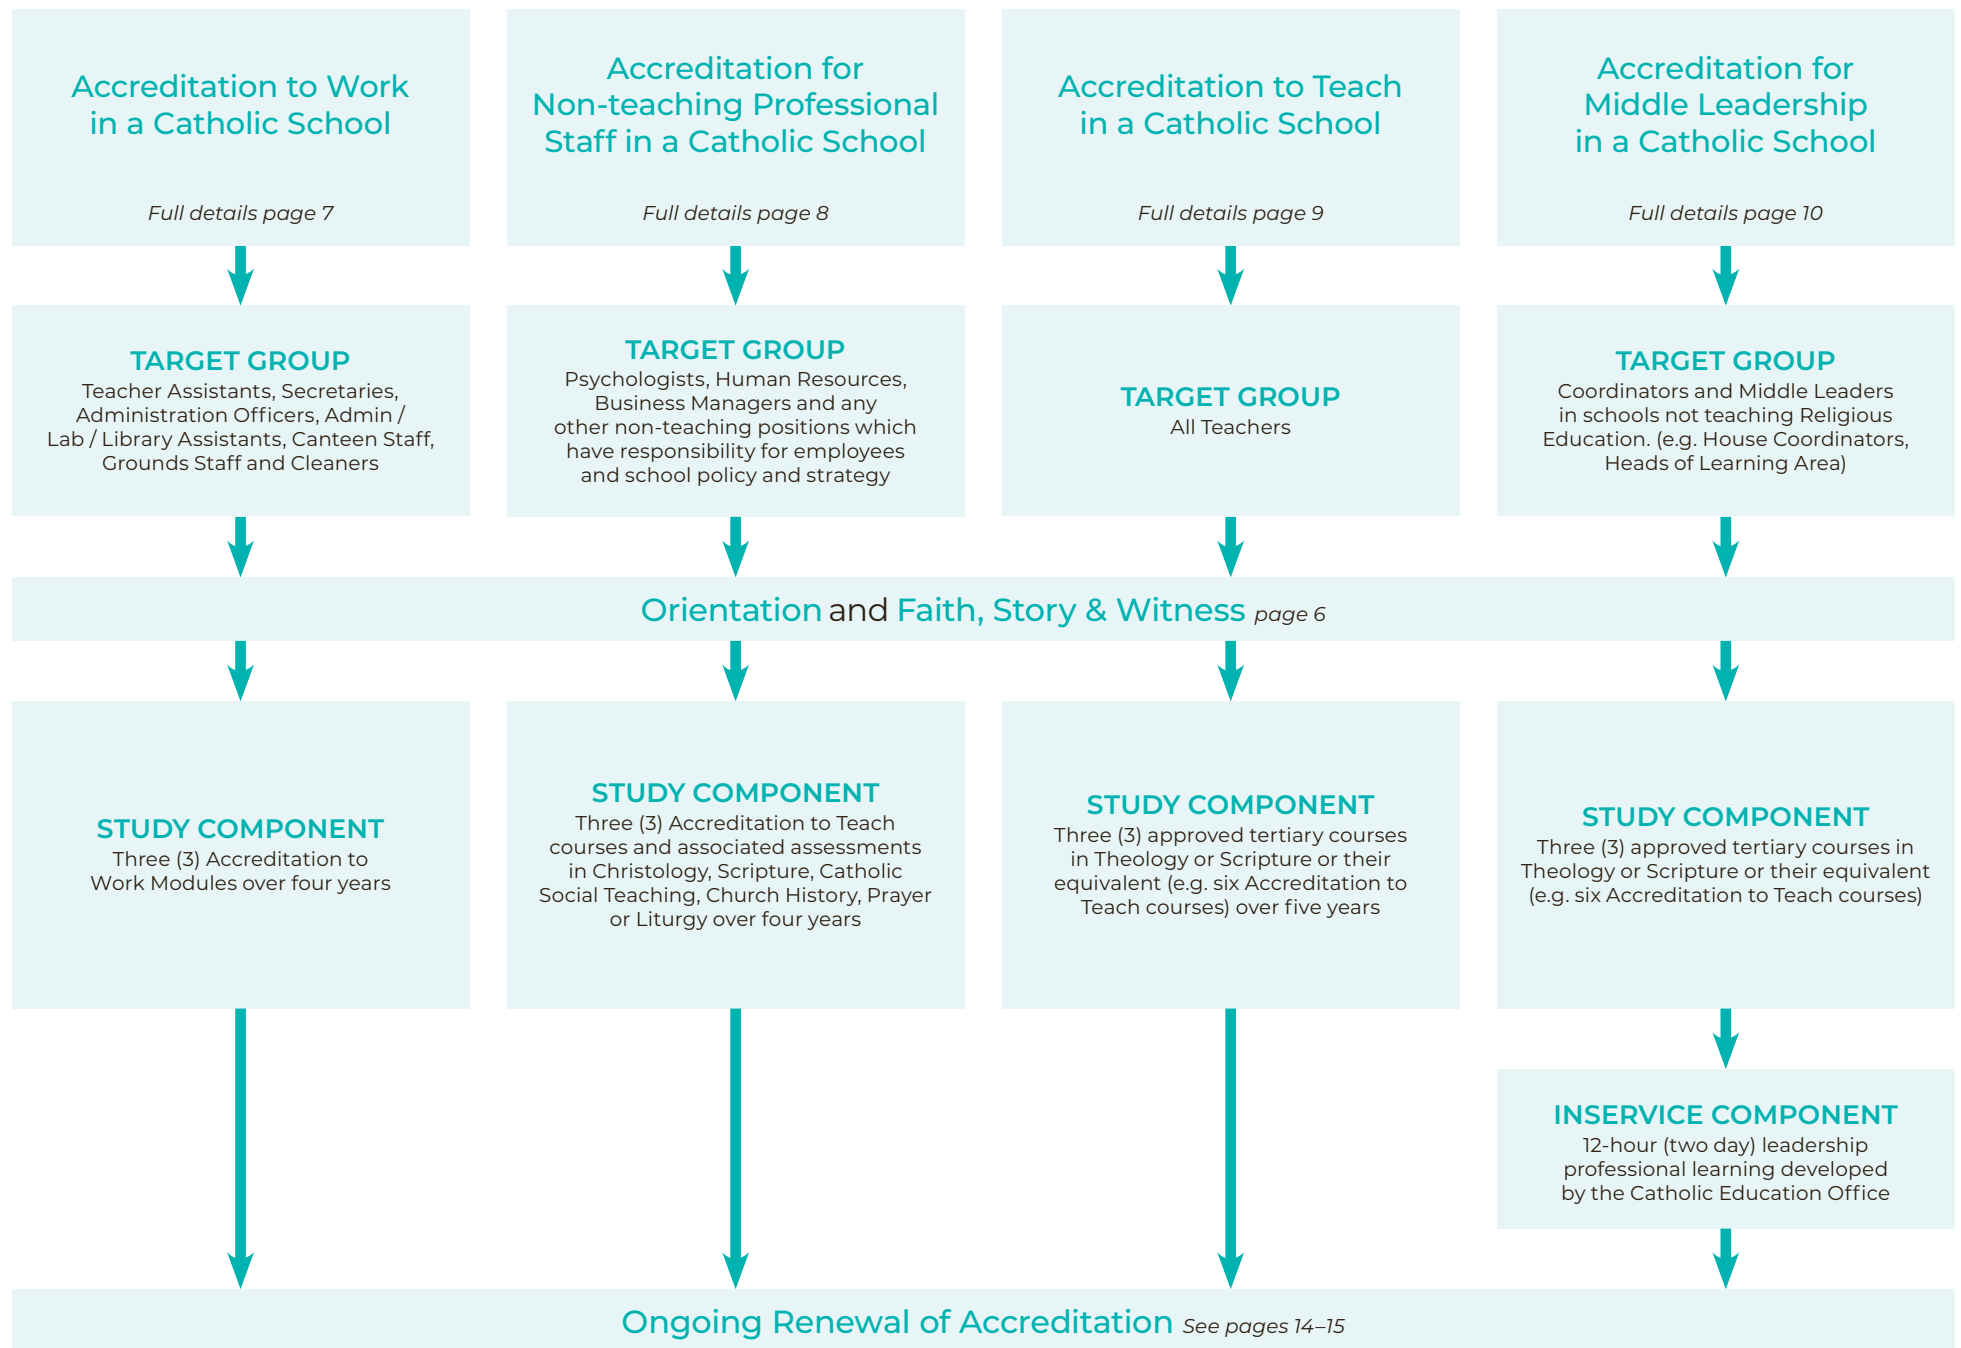 Accreditation to Work
in a Catholic School
Full details page 7
Accreditation for
Non-teaching Professional
Staff in a Catholic School
Full details page 8
Accreditation to Teach
in a Catholic School
Full details page 9
Accreditation for
Middle Leadership
in a Catholic School
Full details page 10
TARGET GROUP
Teacher Assistants, Secretaries,
Administration Officers, Admin /
Lab / Library Assistants, Canteen Staff,
Grounds Staff and Cleaners
TARGET GROUP
Psychologists, Human Resources,
Business Managers and any
other non-teaching positions which
have responsibility for employees
and school policy and strategy
TARGET GROUP
All Teachers
TARGET GROUP
Coordinators and Middle Leaders
in schools not teaching Religious
Education. (e.g. House Coordinators,
Heads of Learning Area)
Orientation and Faith, Story & Witness page 6
STUDY COMPONENT
Three (3) Accreditation to
Work Modules over four years
STUDY COMPONENT
Three (3) Accreditation to Teach
courses and associated assessments
in Christology, Scripture, Catholic
Social Teaching, Church History, Prayer
or Liturgy over four years
STUDY COMPONENT
Three (3) approved tertiary courses
in Theology or Scripture or their
equivalent (e.g. six Accreditation to
Teach courses) over five years
STUDY COMPONENT
Three (3) approved tertiary courses in
Theology or Scripture or their equivalent
(e.g. six Accreditation to Teach courses)
INSERVICE COMPONENT
12-hour (two day) leadership
professional learning developed
by the Catholic Education Office
Ongoing Renewal of Accreditation See pages 14–15